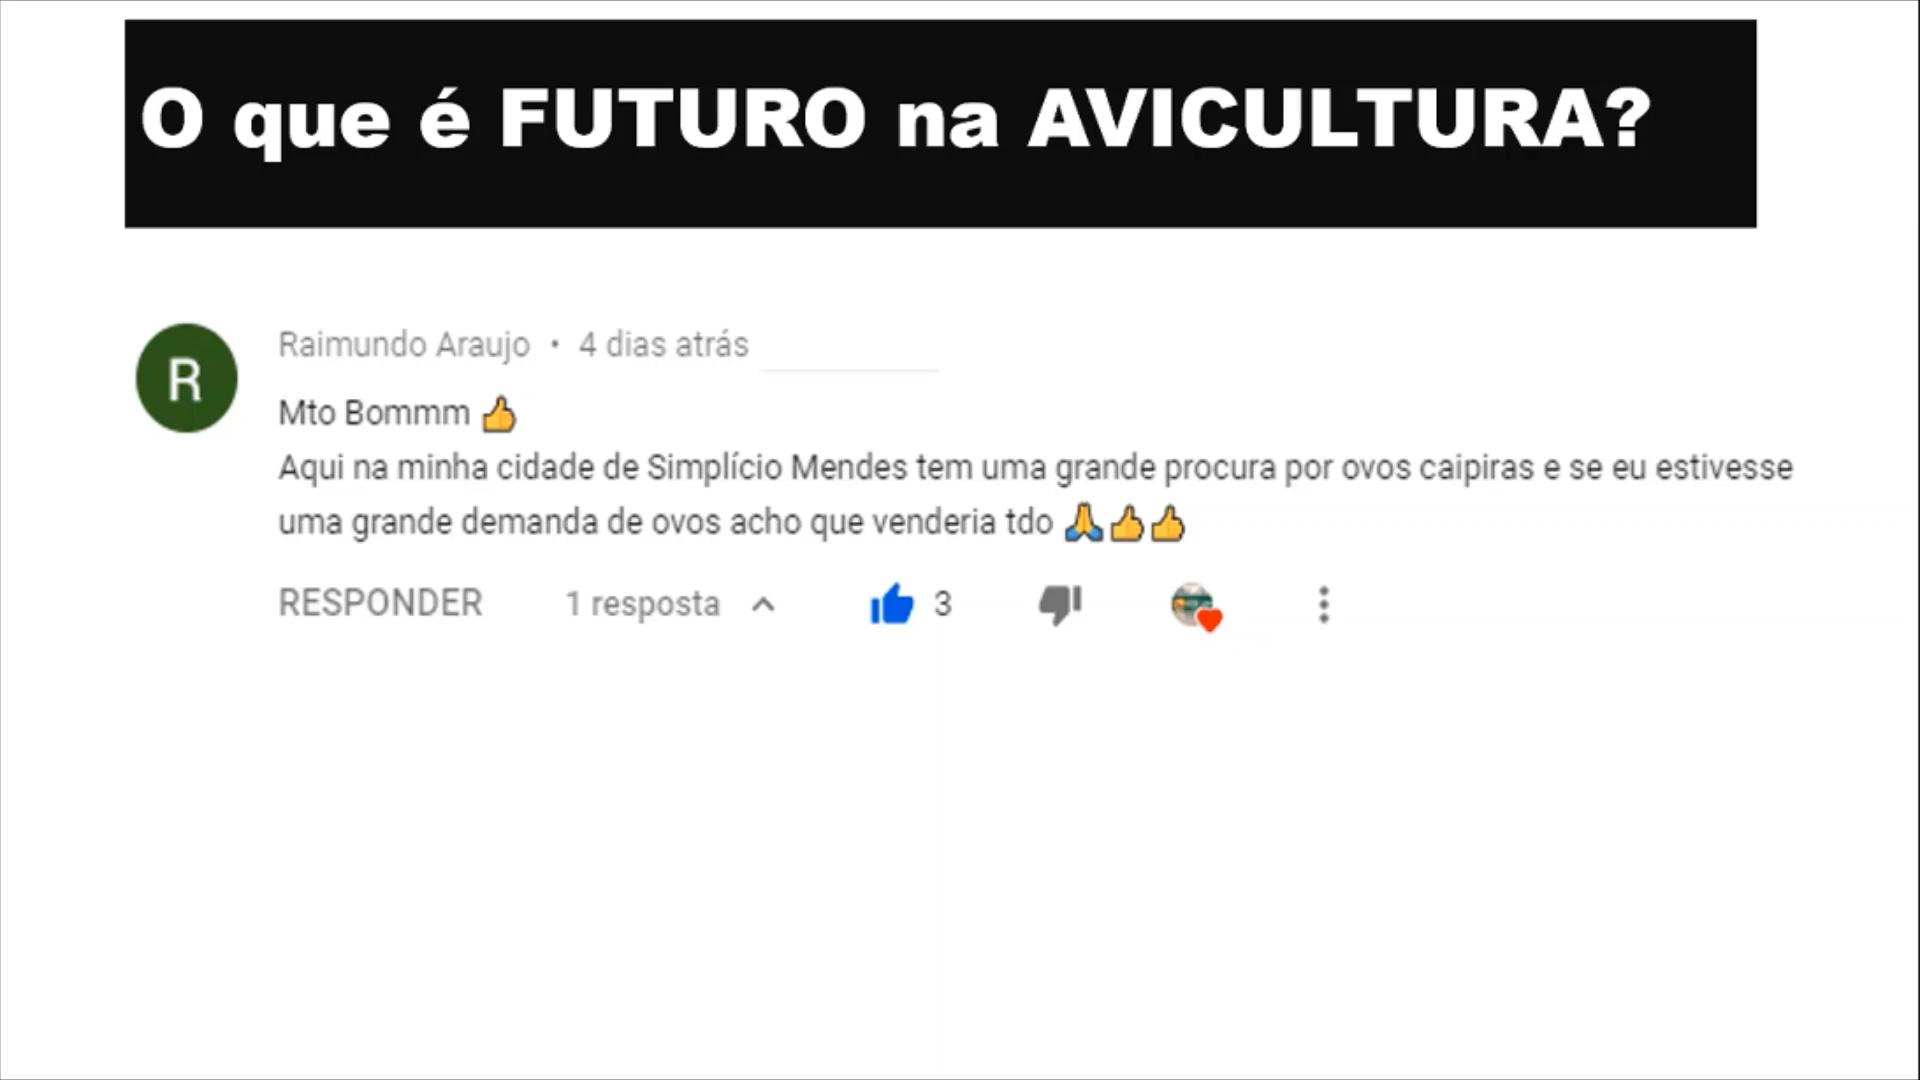 O que é FUTURO na AVICULTURA?
R
Raimundo Araujo • 4 dias atrás
Mto Bommm 👍
Aqui na minha cidade de Simplício Mendes tem uma grande procura por ovos caipiras e se eu estivesse
uma grande demanda de ovos acho que venderia tdo 🙏👍👍
RESPONDER 1 resposta 3